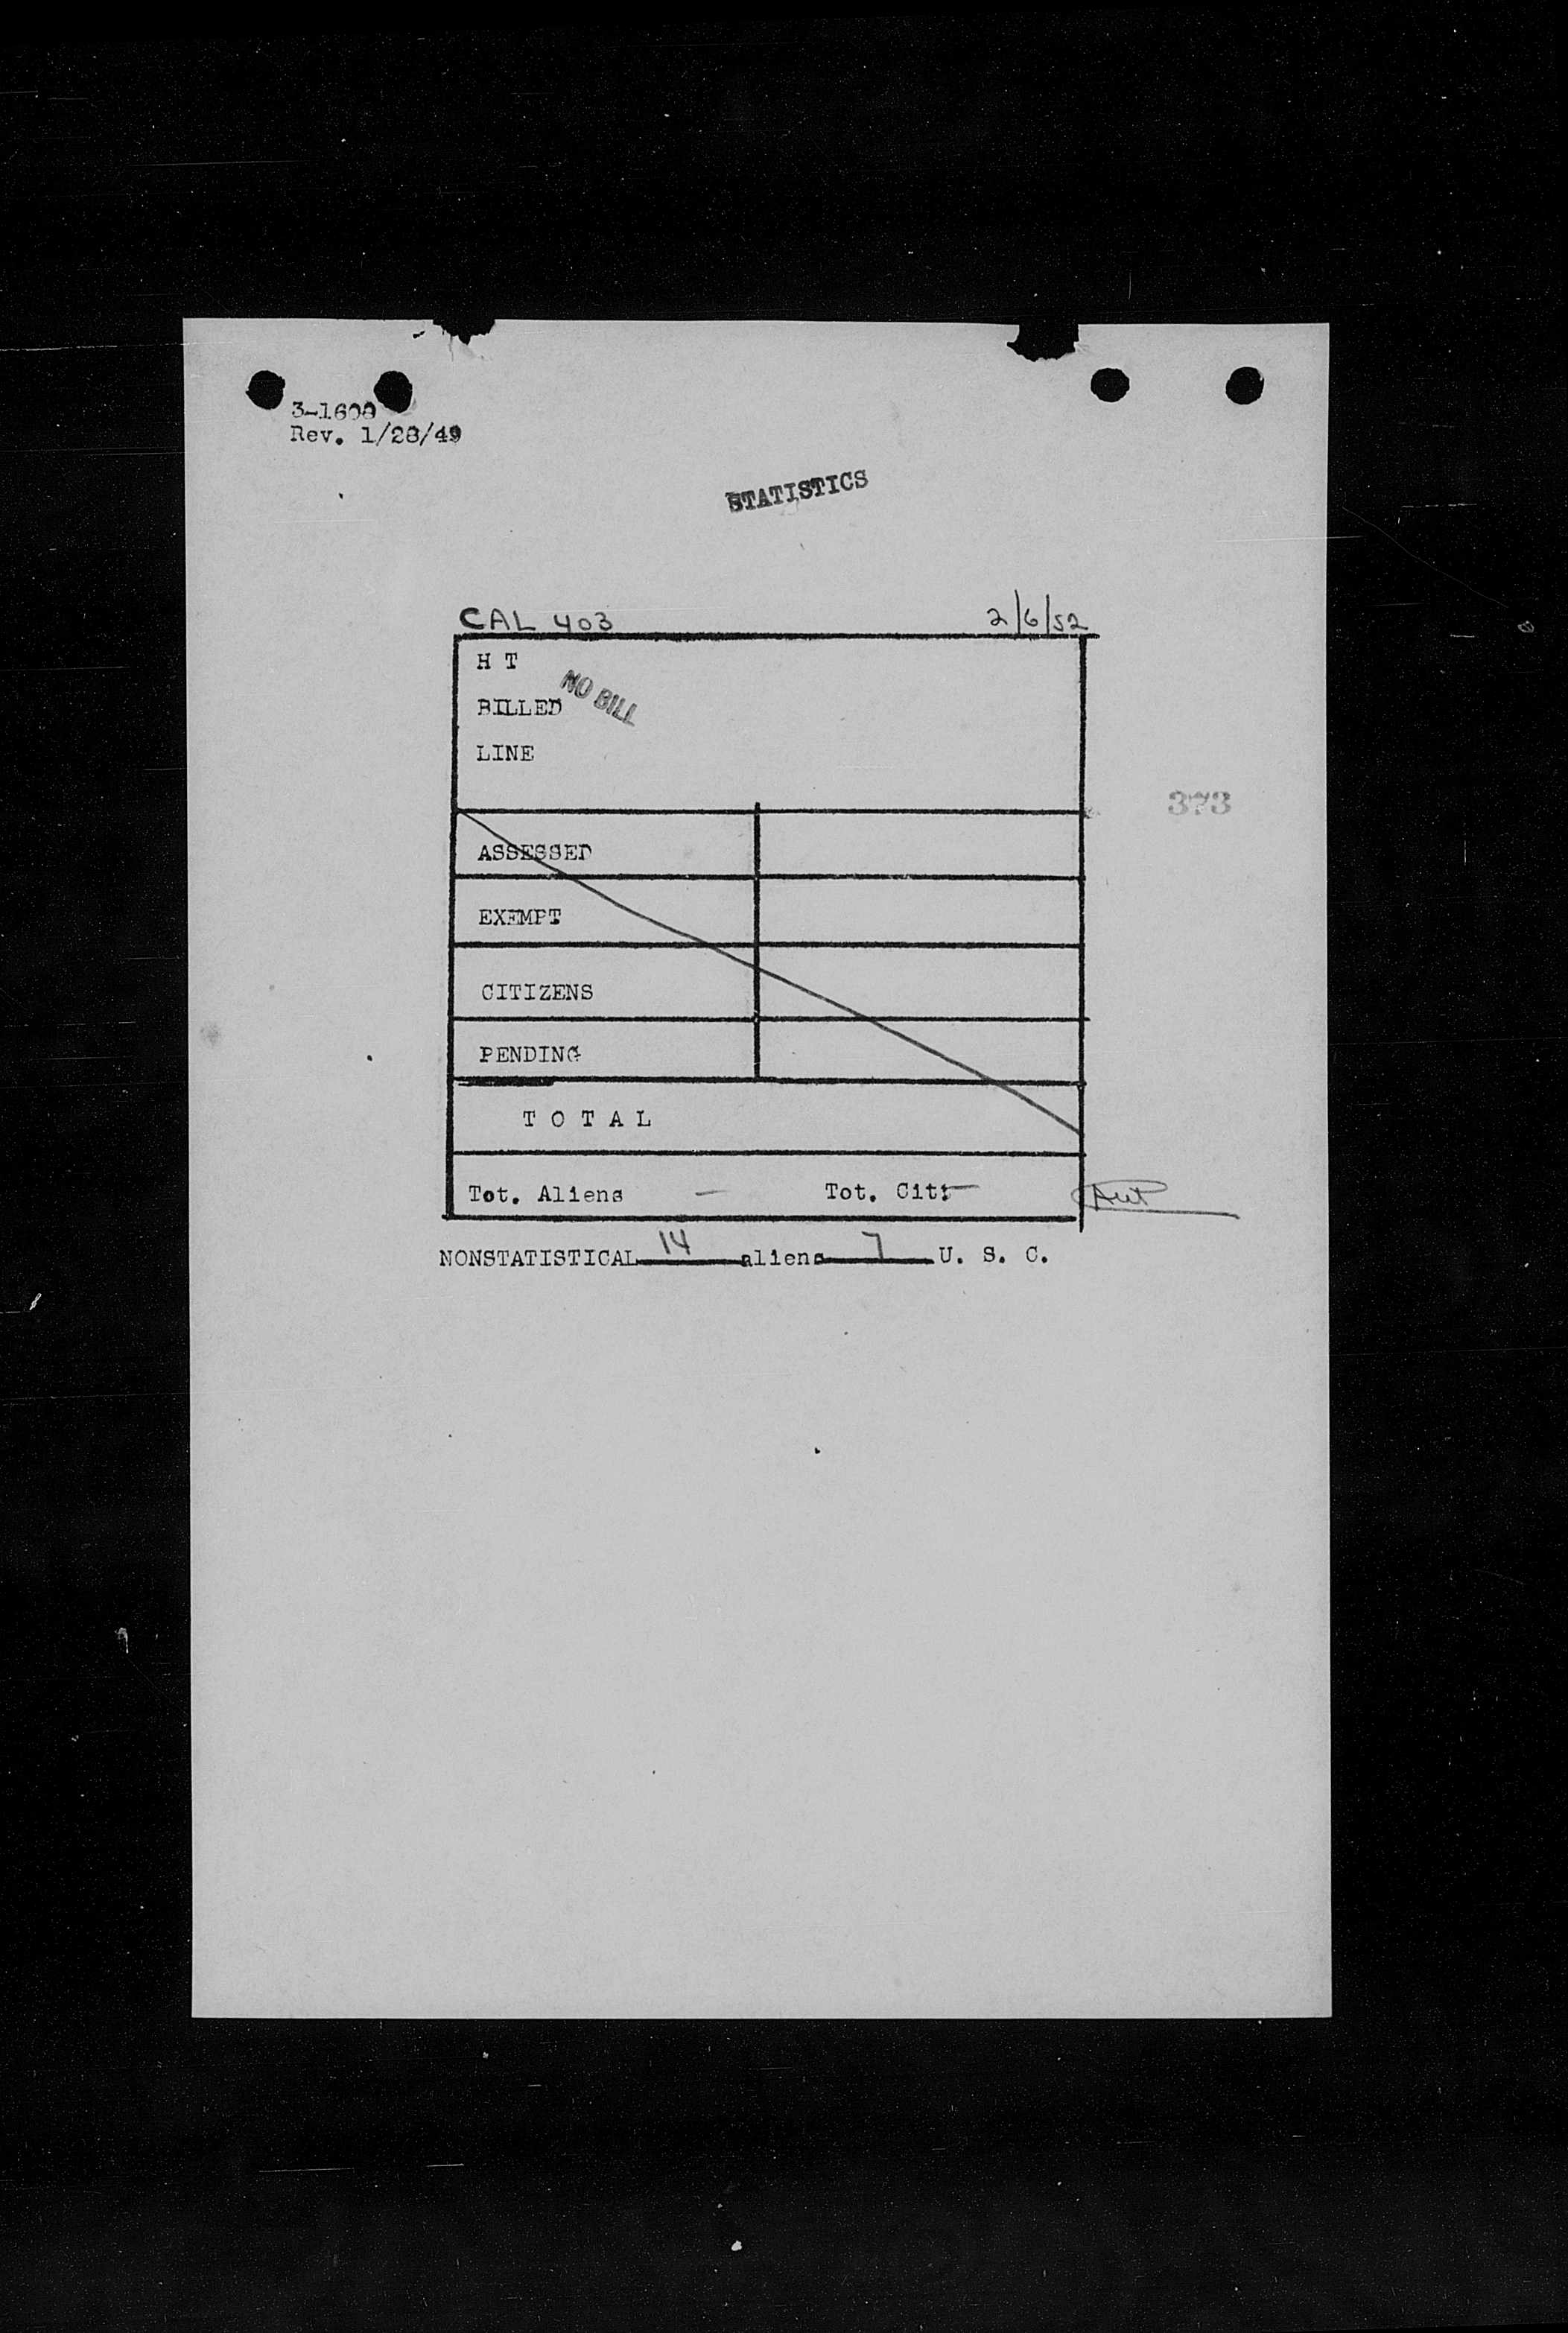 3-1600
Rev. 1/28/49
STATISTICS
CAL 403 2/6/52
H T
NO BILL
BILLED
LINE
373
ASSESSED
EXEMPT
CITIZENS
PENDING
T O T A L
Tot. Aliens — Tot. Cit: —
NONSTATISTICAL 14 aliens 7 U. S. C.